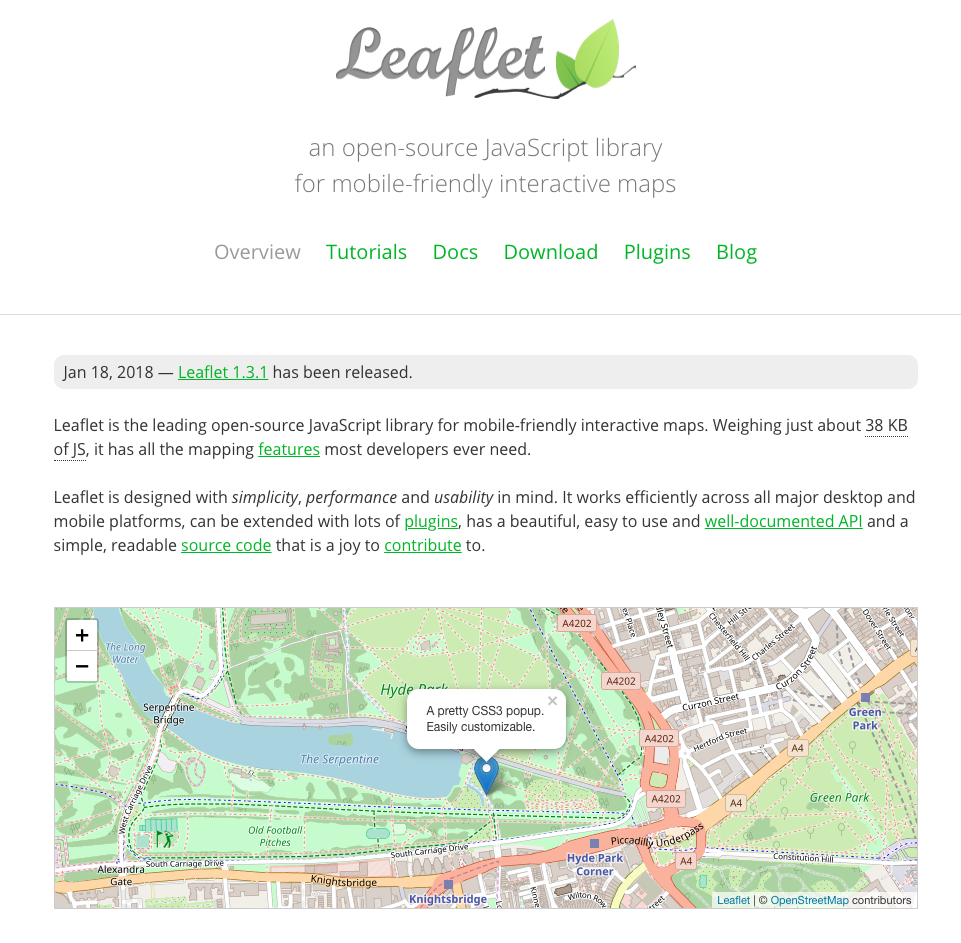 Leaflet
an open-source JavaScript library
for mobile-friendly interactive maps
Overview Tutorials Docs Download Plugins Blog
Jan 18, 2018 — Leaflet 1.3.1 has been released.
Leaflet is the leading open-source JavaScript library for mobile-friendly interactive maps. Weighing just about 38 KB
of JS, it has all the mapping features most developers ever need.
Leaflet is designed with simplicity, performance and usability in mind. It works efficiently across all major desktop and
mobile platforms, can be extended with lots of plugins, has a beautiful, easy to use and well-documented API and a
simple, readable source code that is a joy to contribute to.
+
−
The Long
Water
Serpentine
Bridge
The Serpentine
Hyde Park
A pretty CSS3 popup.
Easily customizable.
×
A4202
A4202
A4202
A4202
Chesterfield Hill
Charles Street
Curzon Street
Curzon Street
Hertford Street
Dover Street
Green
Park
A4
A4
A4
Green Park
West Carriage Drive
Old Football
Pitches
South Carriage Drive
South Carriage Drive
Alexandra
Gate
Knightsbridge
Knightsbridge
Piccadilly Underpass
Hyde Park
Corner
Constitution Hill
Wilton Row
Leaflet | © OpenStreetMap contributors